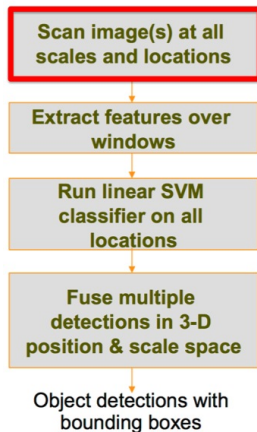 Scan image(s) at all
scales and locations
Extract features over
windows
Run linear SVM
classifier on all
locations
Fuse multiple
detections in 3-D
position & scale space
Object detections with
bounding boxes